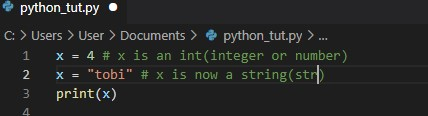 python_tut.py
C: > Users > User > Documents > python_tut.py > ...
1 x = 4 # x is an int(integer or number)
2 x = "tobi" # x is now a string(str)
3 print(x)
4